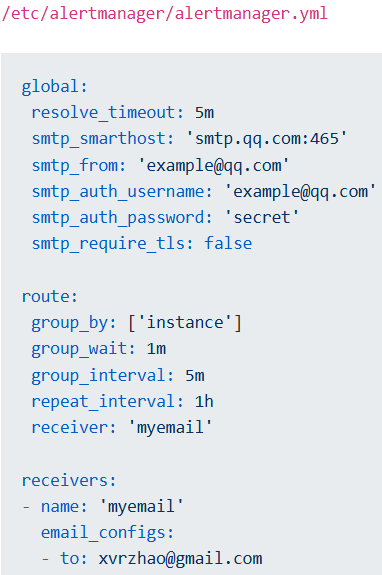 /etc/alertmanager/alertmanager.yml
global:
 resolve_timeout: 5m
 smtp_smarthost: 'smtp.qq.com:465'
 smtp_from: 'example@qq.com'
 smtp_auth_username: 'example@qq.com'
 smtp_auth_password: 'secret'
 smtp_require_tls: false
route:
 group_by: ['instance']
 group_wait: 1m
 group_interval: 5m
 repeat_interval: 1h
 receiver: 'myemail'
receivers:
- name: 'myemail'
  email_configs:
  - to: xvrzhao@gmail.com